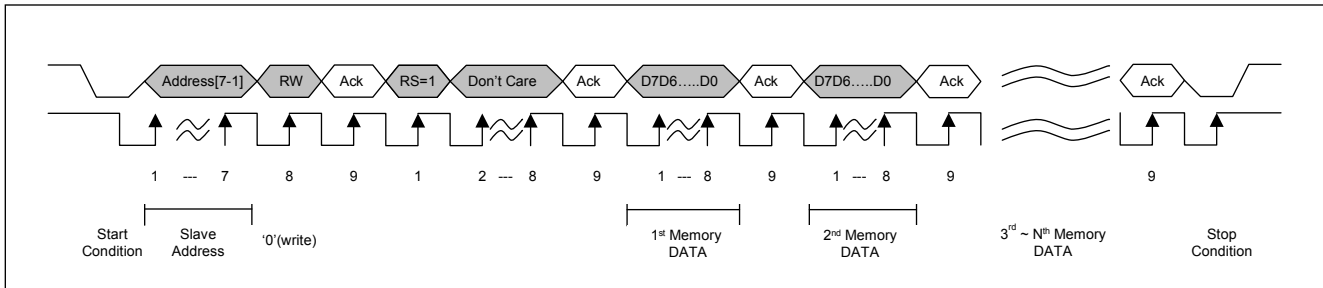 Address[7-1] RW Ack RS=1 Don't Care Ack D7D6…..D0 Ack D7D6…..D0 Ack Ack
1 --- 7 8 9 1 2 --- 8 9 1 --- 8 9 1 --- 8 9 9
Start Condition
Slave Address
'0'(write)
1st Memory DATA
2nd Memory DATA
3rd ~ Nth Memory DATA
Stop Condition